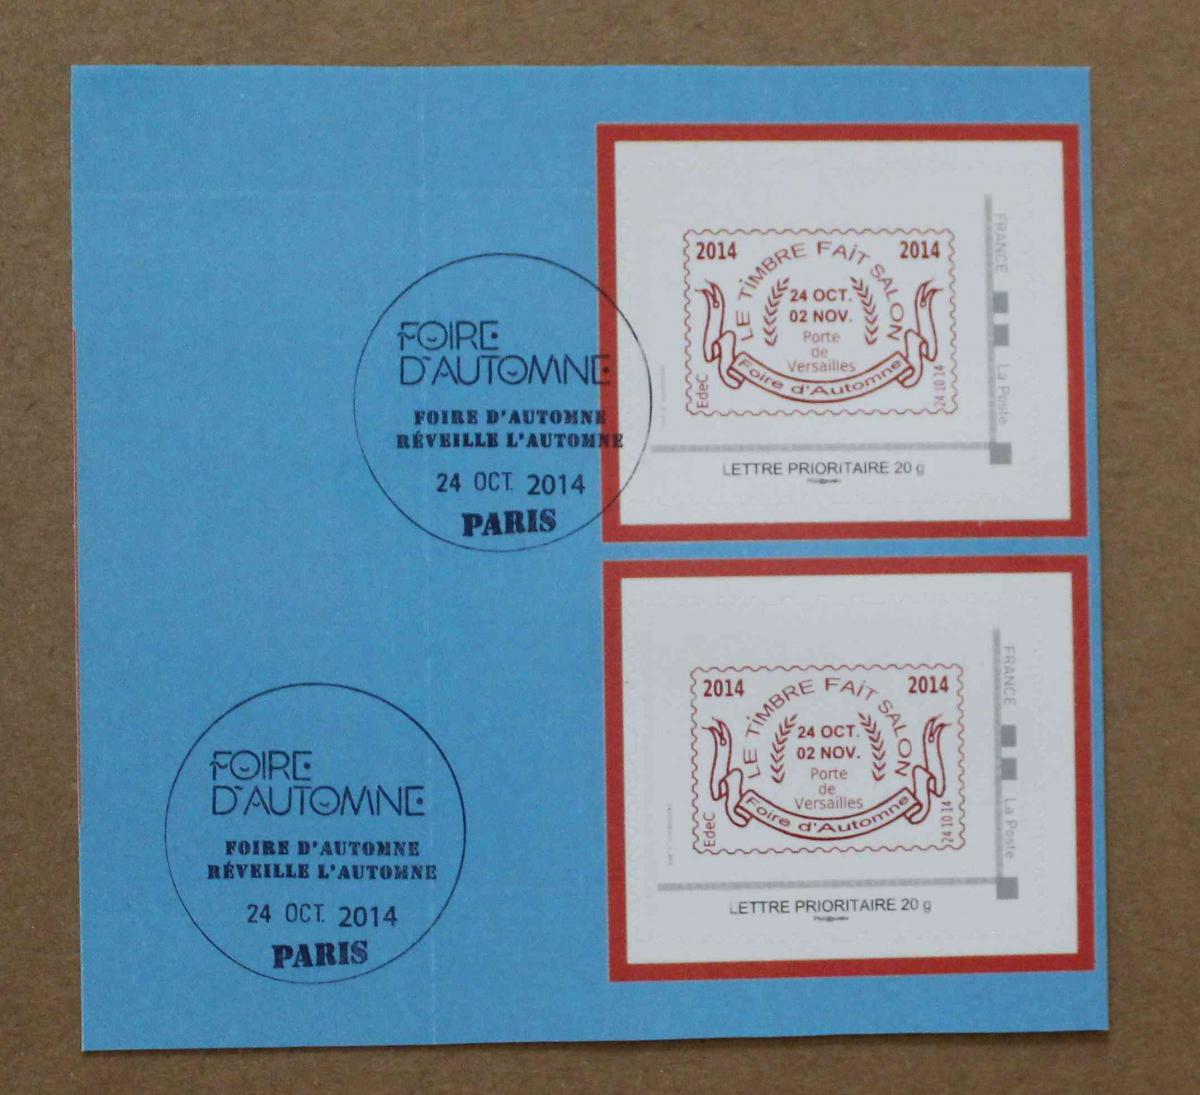 FOIRE
D'AUTOMNE
FOIRE D'AUTOMNE
RÉVEILLE L'AUTOMNE
24 OCT. 2014
PARIS
2014 2014
LE TiMBRE FAiT SALON
24 OCT.
02 NOV.
Porte
de
Versailles
Foire d'Automne
EdeC
24 10 14
FRANCE
La Poste
LETTRE PRIORITAIRE 20 g
FOIRE
D'AUTOMNE
FOIRE D'AUTOMNE
RÉVEILLE L'AUTOMNE
24 OCT. 2014
PARIS
2014 2014
LE TiMBRE FAiT SALON
24 OCT.
02 NOV.
Porte
de
Versailles
Foire d'Automne
EdeC
24 10 14
FRANCE
La Poste
LETTRE PRIORITAIRE 20 g